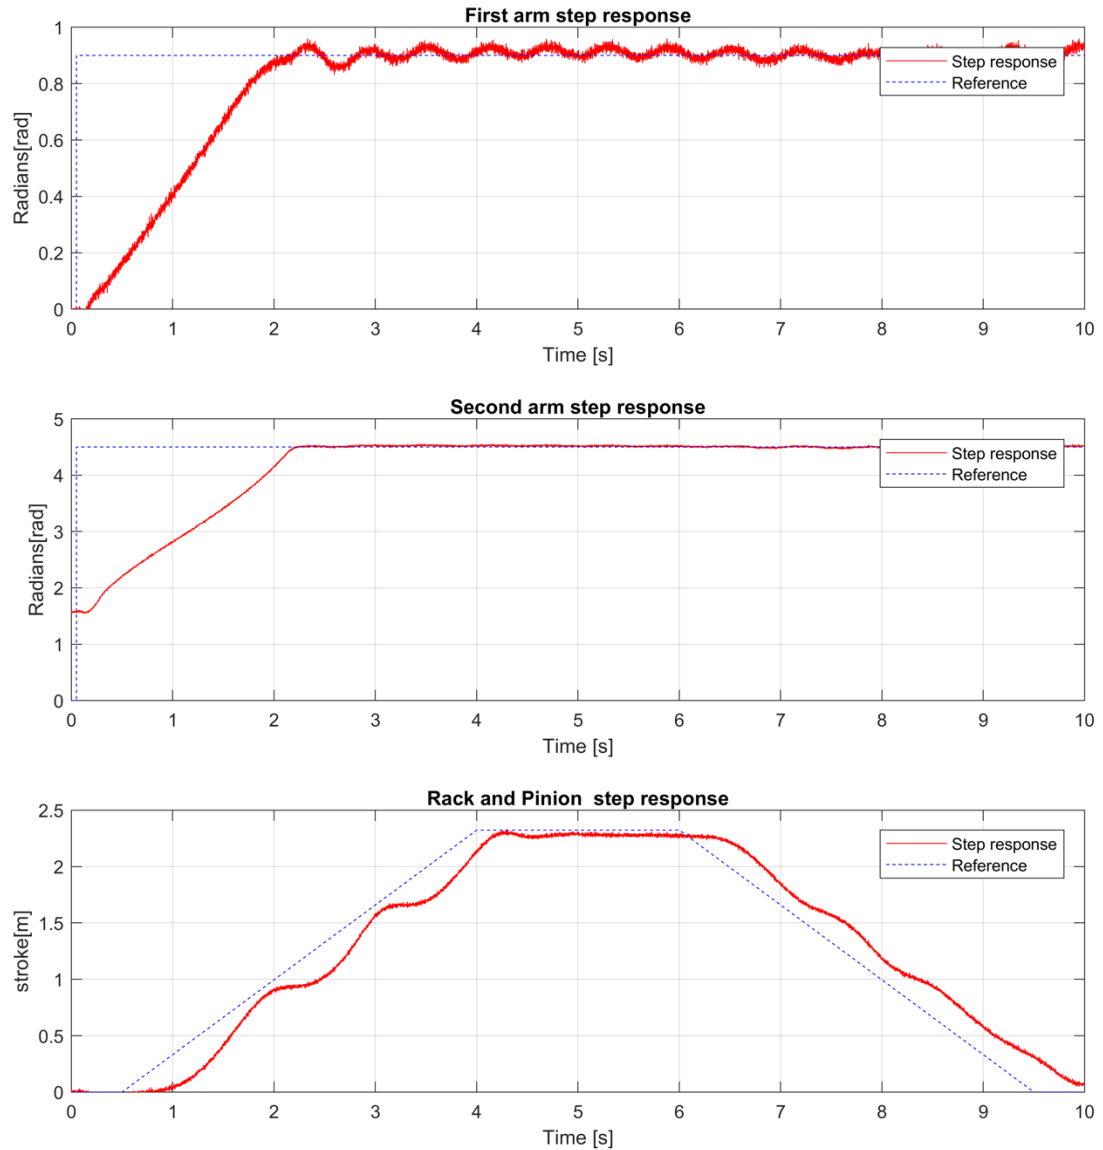 First arm step response
1
0.8
0.6
0.4
0.2
0
Radians[rad]
Step response
Reference
0 1 2 3 4 5 6 7 8 9 10
Time [s]
Second arm step response
5
4
3
2
1
0
Radians[rad]
Step response
Reference
0 1 2 3 4 5 6 7 8 9 10
Time [s]
Rack and Pinion  step response
2.5
2
1.5
1
0.5
0
stroke[m]
Step response
Reference
0 1 2 3 4 5 6 7 8 9 10
Time [s]